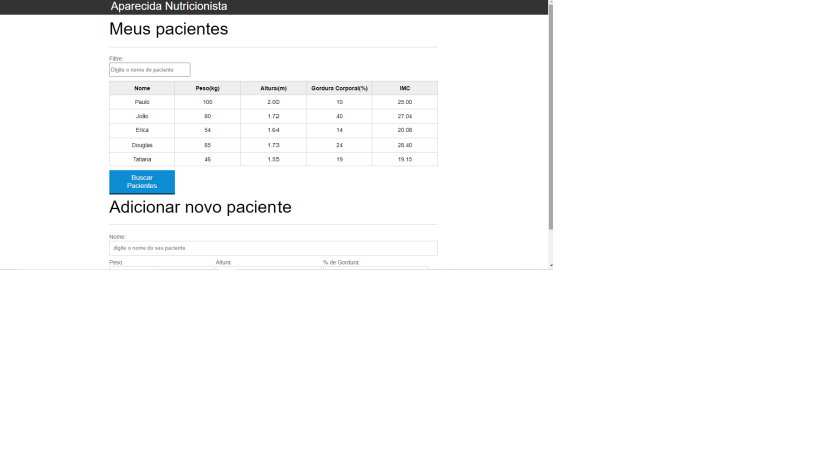 Aparecida Nutricionista
Meus pacientes
Filtre:
Digite o nome do paciente
Nome Peso(kg) Altura(m) Gordura Corporal(%) IMC
Paulo 100 2.00 10 25.00
João 80 1.72 40 27.04
Erica 54 1.64 14 20.08
Douglas 85 1.73 24 28.40
Tatiana 46 1.55 19 19.15
Buscar
Pacientes
Adicionar novo paciente
Nome:
digite o nome do seu paciente
Peso: Altura: % de Gordura: